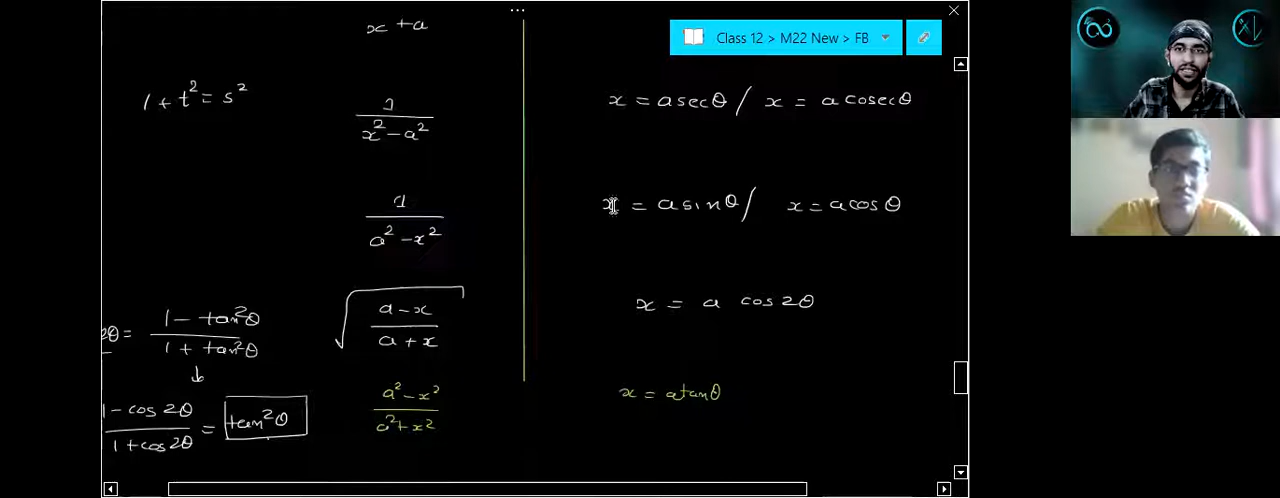 Class 12 > M22 New > FB
x + a
1 + t² = s²
1 / (x² - a²)
x = a secθ / x = a cosecθ
1 / (a² - x²)
x = a sinθ / x = a cosθ
√((a - x) / (a + x))
x = a cos 2θ
2θ = (1 - tan²θ) / (1 + tan²θ)
↓
(a² - x²) / (a² + x²)
x = a tanθ
(1 - cos 2θ) / (1 + cos 2θ) = tan²θ